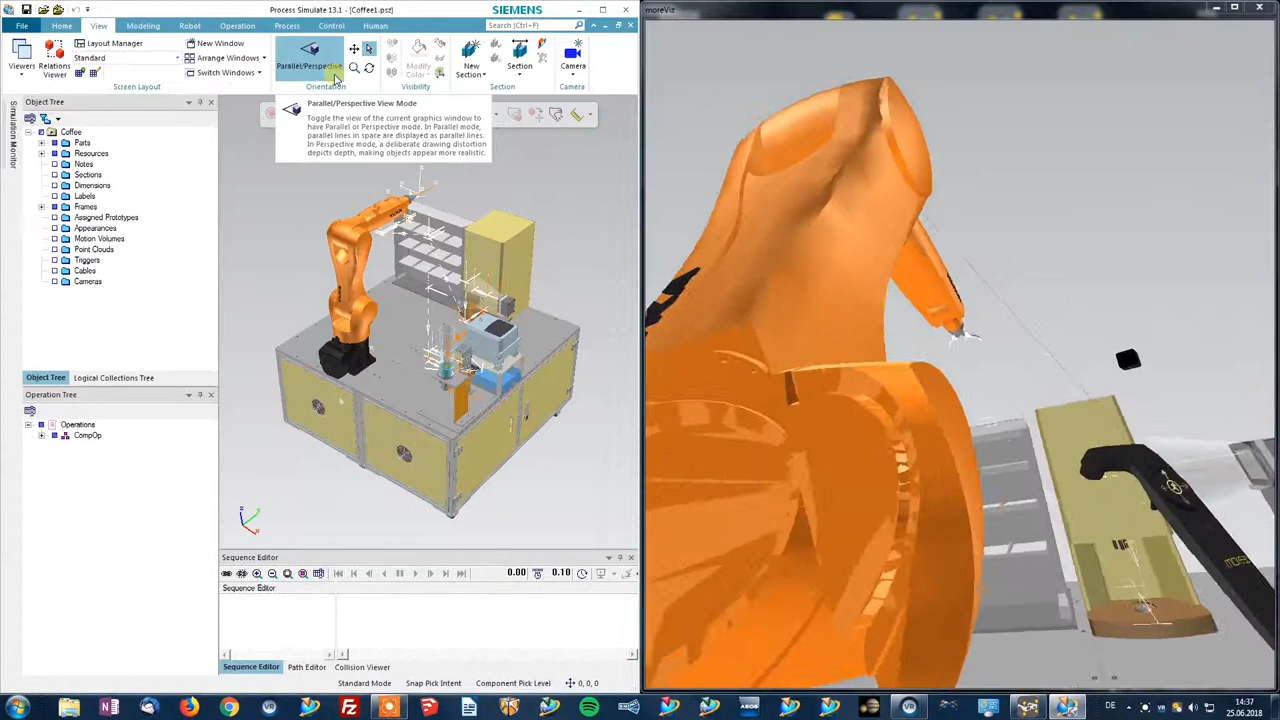 Process Simulate 13.1 - [Coffee1.psz]
SIEMENS
moreViz
File
Home
View
Modeling
Robot
Operation
Process
Control
Human
Search (Ctrl+F)
Viewers
Relations
Viewer
Layout Manager
Standard
Screen Layout
New Window
Arrange Windows
Switch Windows
Parallel/Perspective
Orientation
Modify
Color
Visibility
New
Section
Section
Section
Camera
Camera
Parallel/Perspective View Mode
Toggle the view of the current graphics window to
have Parallel or Perspective mode. In Parallel mode,
parallel lines in space are displayed as parallel lines.
In Perspective mode, a deliberate drawing distortion
depicts depth, making objects appear more realistic.
Simulation Monitor
Object Tree
Coffee
Parts
Resources
Notes
Sections
Dimensions
Labels
Frames
Assigned Prototypes
Appearances
Motion Volumes
Point Clouds
Triggers
Cables
Cameras
Object Tree
Logical Collections Tree
Operation Tree
Operations
CompOp
z
y
x
Sequence Editor
0.00
0.10
Sequence Editor
Sequence Editor
Path Editor
Collision Viewer
Standard Mode
Snap Pick Intent
Component Pick Level
0, 0, 0
DE
14:37
25.06.2018